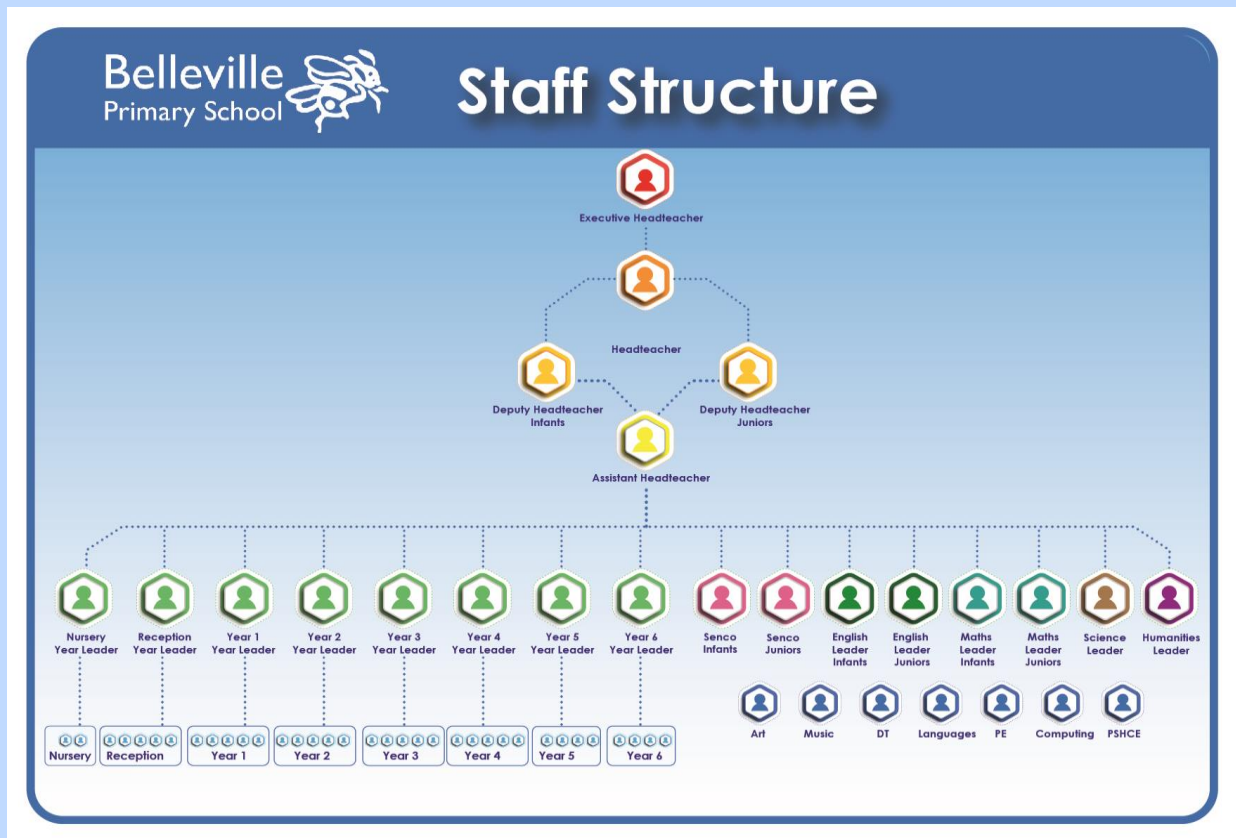 Belleville
Primary School
Staff Structure
Executive Headteacher
Headteacher
Deputy Headteacher
Infants
Deputy Headteacher
Juniors
Assistant Headteacher
Nursery
Year Leader
Reception
Year Leader
Year 1
Year Leader
Year 2
Year Leader
Year 3
Year Leader
Year 4
Year Leader
Year 5
Year Leader
Year 6
Year Leader
Senco
Infants
Senco
Juniors
English
Leader
Infants
English
Leader
Juniors
Maths
Leader
Infants
Maths
Leader
Juniors
Science
Leader
Humanities
Leader
Art
Music
DT
Languages
PE
Computing
PSHCE
Nursery
Reception
Year 1
Year 2
Year 3
Year 4
Year 5
Year 6